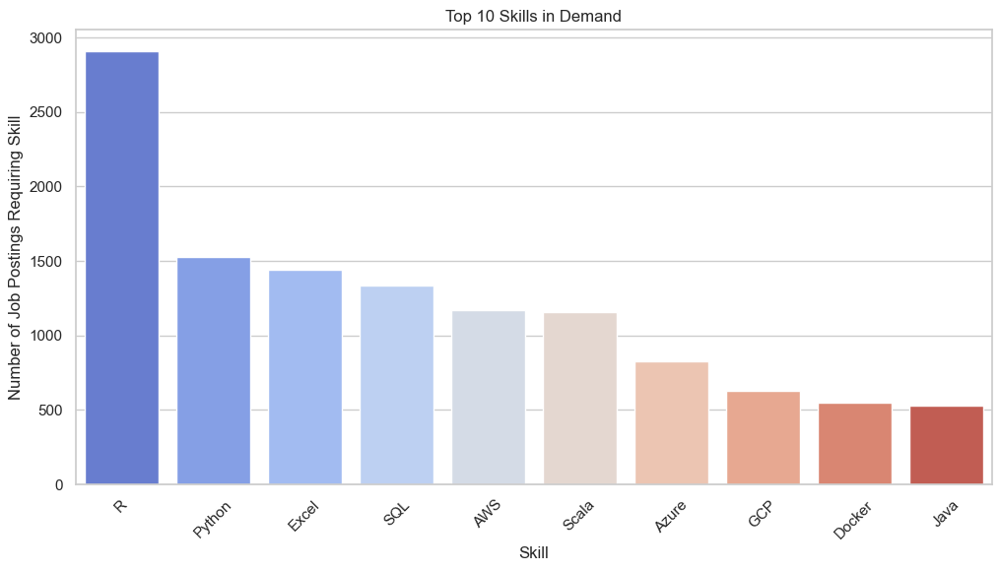 Top 10 Skills in Demand
Number of Job Postings Requiring Skill
3000
2500
2000
1500
1000
500
0
R
Python
Excel
SQL
AWS
Scala
Azure
GCP
Docker
Java
Skill